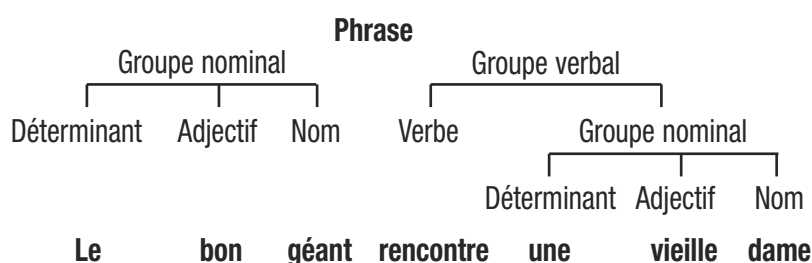 Phrase
Groupe nominal Groupe verbal
Déterminant Adjectif Nom Verbe Groupe nominal
Déterminant Adjectif Nom
Le bon géant rencontre une vieille dame